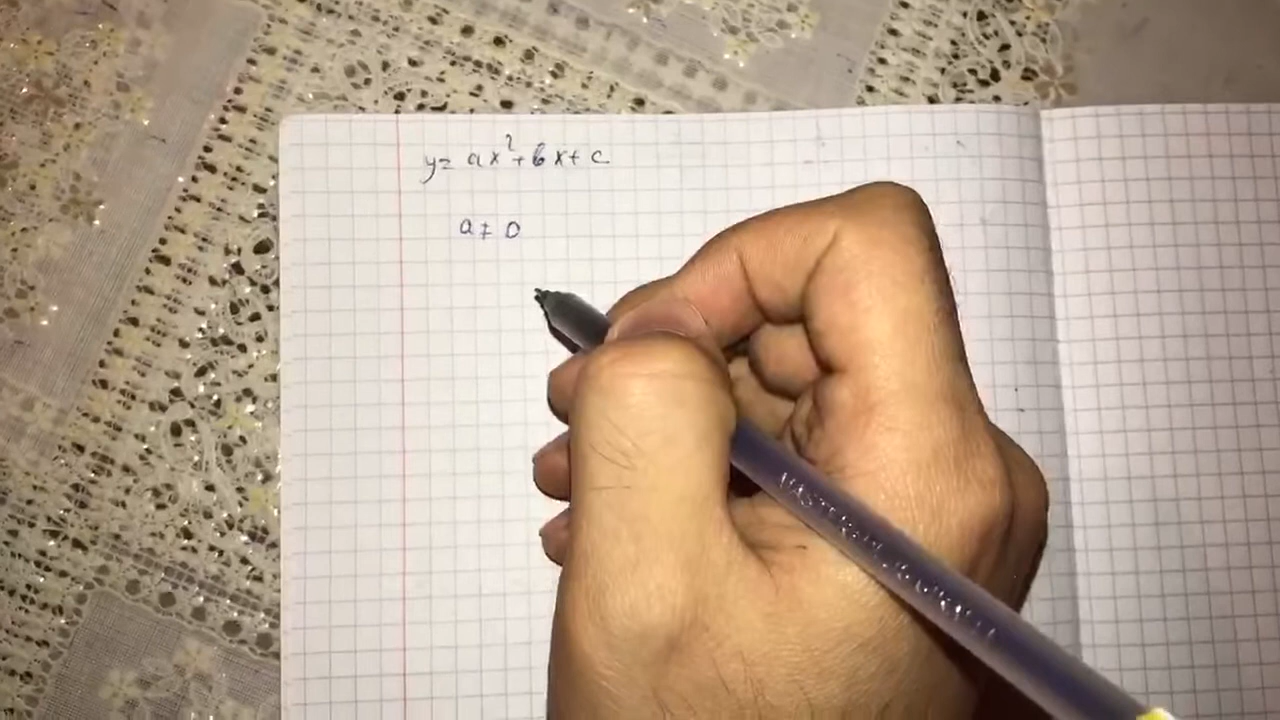 y = ax²+bx+c
a ≠ 0